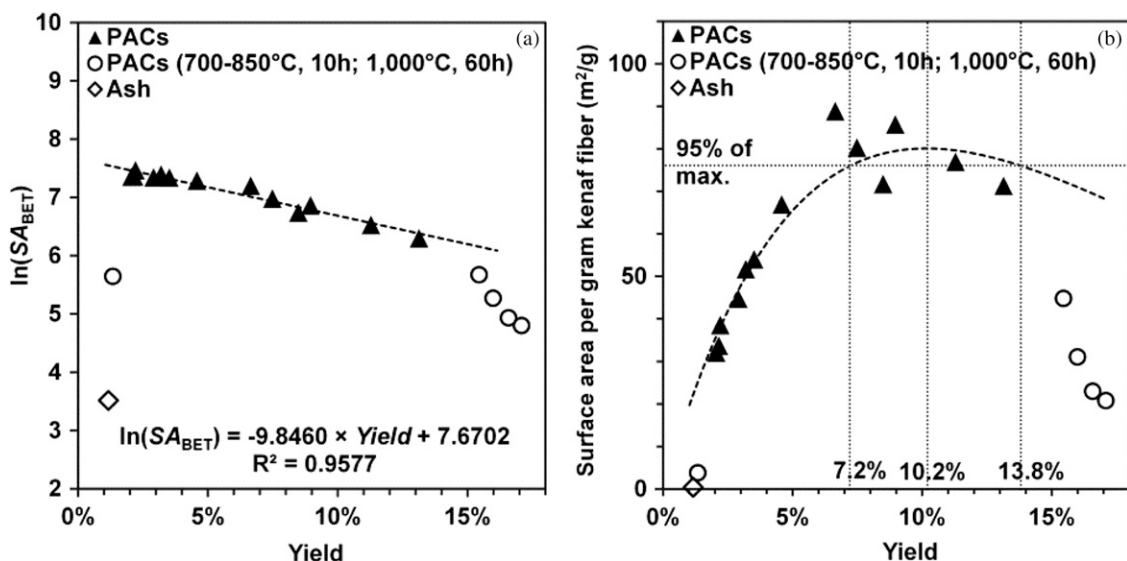 (a)
▲ PACs
○ PACs (700-850°C, 10h; 1,000°C, 60h)
◇ Ash
ln(SA_BET)
10
9
8
7
6
5
4
3
2
ln(SA_BET) = -9.8460 × Yield + 7.6702
R² = 0.9577
0% 5% 10% 15%
Yield
(b)
▲ PACs
○ PACs (700-850°C, 10h; 1,000°C, 60h)
◇ Ash
Surface area per gram kenaf fiber (m²/g)
100
50
0
95% of
max.
7.2% 10.2% 13.8%
0% 5% 10% 15%
Yield